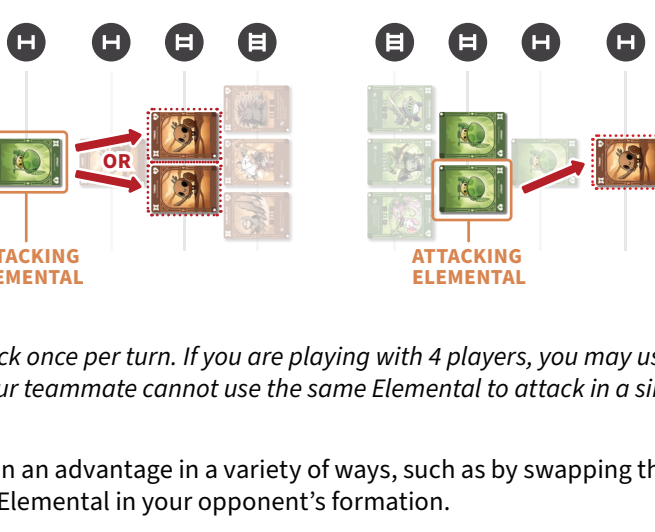 OR
TACKING
EMENTAL
ATTACKING
ELEMENTAL
ck once per turn. If you are playing with 4 players, you may us
ur teammate cannot use the same Elemental to attack in a si
n an advantage in a variety of ways, such as by swapping th
Elemental in your opponent’s formation.